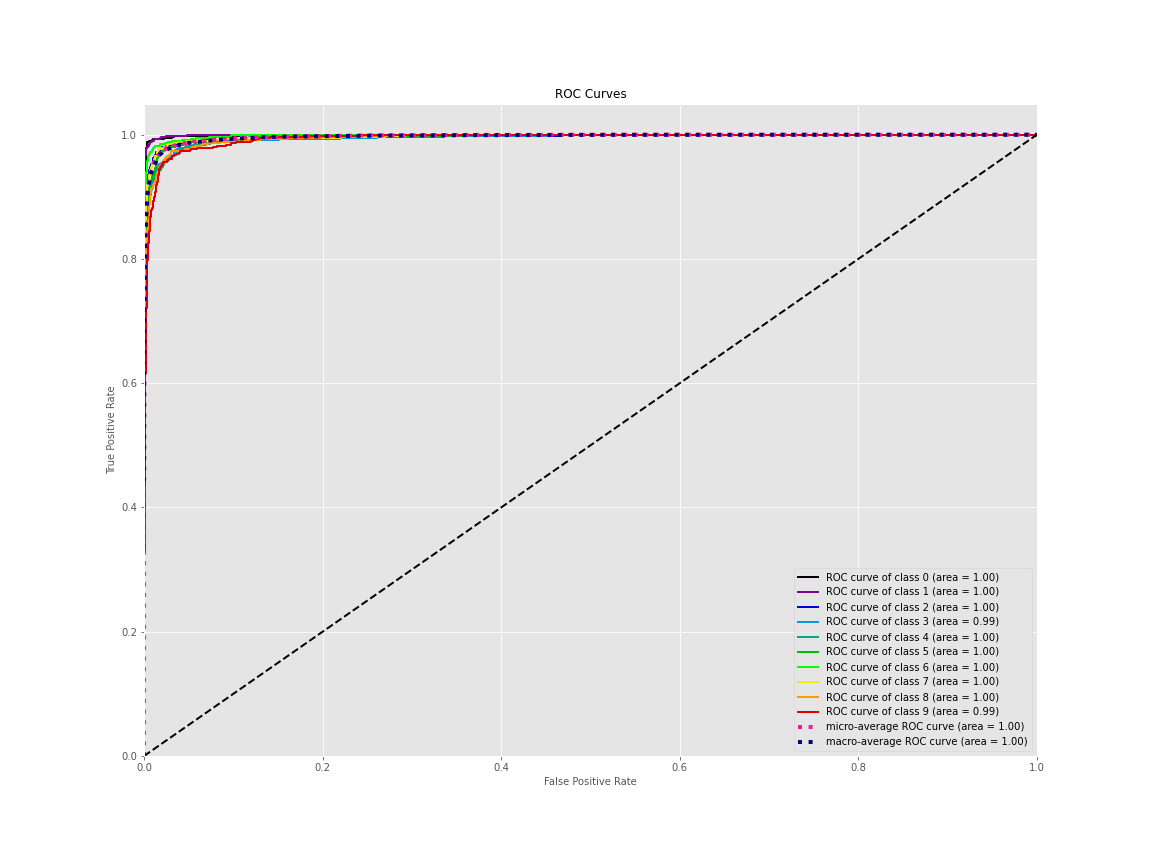 ROC Curves
1.0
0.8
0.6
0.4
0.2
0.0
True Positive Rate
0.0 0.2 0.4 0.6 0.8 1.0
False Positive Rate
ROC curve of class 0 (area = 1.00)
ROC curve of class 1 (area = 1.00)
ROC curve of class 2 (area = 1.00)
ROC curve of class 3 (area = 0.99)
ROC curve of class 4 (area = 1.00)
ROC curve of class 5 (area = 1.00)
ROC curve of class 6 (area = 1.00)
ROC curve of class 7 (area = 1.00)
ROC curve of class 8 (area = 1.00)
ROC curve of class 9 (area = 0.99)
micro-average ROC curve (area = 1.00)
macro-average ROC curve (area = 1.00)